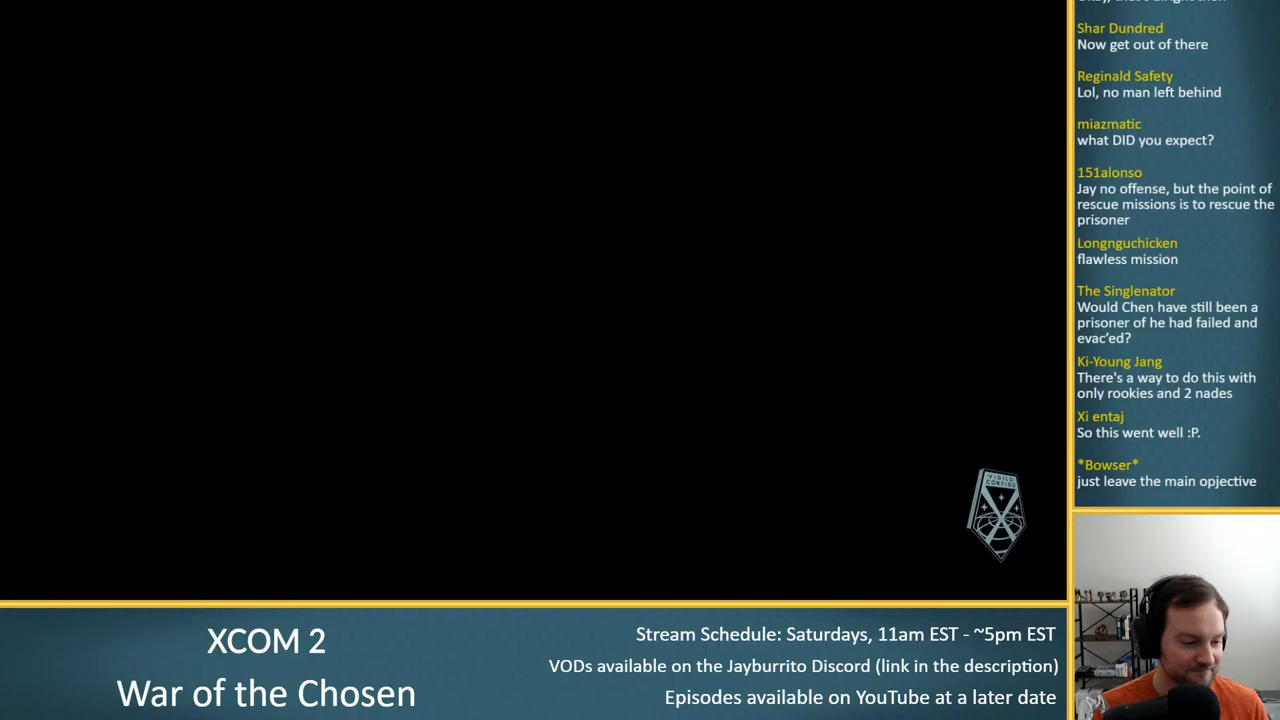 Shar Dundred
Now get out of there
Reginald Safety
Lol, no man left behind
miazmatic
what DID you expect?
151alonso
Jay no offense, but the point of
rescue missions is to rescue the
prisoner
Longnguchicken
flawless mission
The Singlenator
Would Chen have still been a
prisoner of he had failed and
evac'ed?
Ki-Young Jang
There's a way to do this with
only rookies and 2 nades
Xi entaj
So this went well :P.
*Bowser*
just leave the main opjective
VIGILO
CONFIDO
XCOM 2
War of the Chosen
Stream Schedule: Saturdays, 11am EST - ~5pm EST
VODs available on the Jayburrito Discord (link in the description)
Episodes available on YouTube at a later date